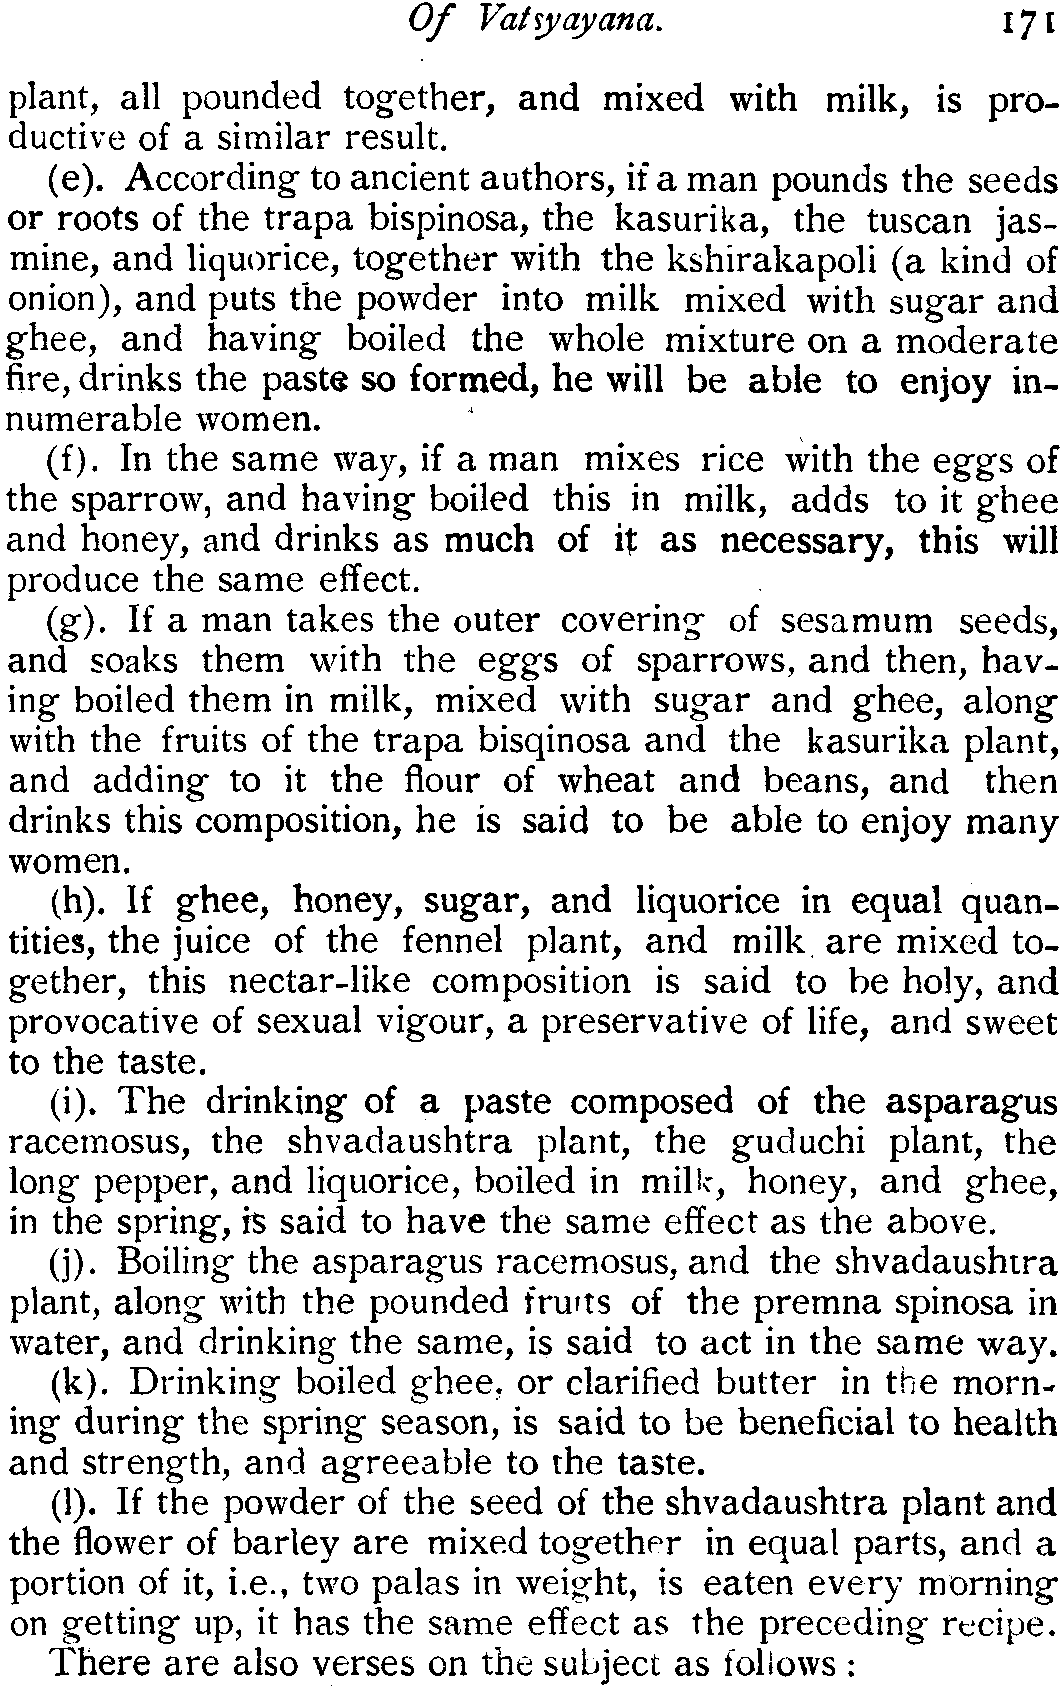 Of Vatsyayana. 171
plant, all pounded together, and mixed with milk, is pro-
ductive of a similar result.
(e). According to ancient authors, if a man pounds the seeds
or roots of the trapa bispinosa, the kasurika, the tuscan jas-
mine, and liquorice, together with the kshirakapoli (a kind of
onion), and puts the powder into milk mixed with sugar and
ghee, and having boiled the whole mixture on a moderate
fire, drinks the paste so formed, he will be able to enjoy in-
numerable women.
(f). In the same way, if a man mixes rice with the eggs of
the sparrow, and having boiled this in milk, adds to it ghee
and honey, and drinks as much of it as necessary, this will
produce the same effect.
(g). If a man takes the outer covering of sesamum seeds,
and soaks them with the eggs of sparrows, and then, hav-
ing boiled them in milk, mixed with sugar and ghee, along
with the fruits of the trapa bisqinosa and the kasurika plant,
and adding to it the flour of wheat and beans, and then
drinks this composition, he is said to be able to enjoy many
women.
(h). If ghee, honey, sugar, and liquorice in equal quan-
tities, the juice of the fennel plant, and milk are mixed to-
gether, this nectar-like composition is said to be holy, and
provocative of sexual vigour, a preservative of life, and sweet
to the taste.
(i). The drinking of a paste composed of the asparagus
racemosus, the shvadaushtra plant, the guduchi plant, the
long pepper, and liquorice, boiled in milk, honey, and ghee,
in the spring, is said to have the same effect as the above.
(j). Boiling the asparagus racemosus, and the shvadaushtra
plant, along with the pounded fruits of the premna spinosa in
water, and drinking the same, is said to act in the same way.
(k). Drinking boiled ghee, or clarified butter in the morn-
ing during the spring season, is said to be beneficial to health
and strength, and agreeable to the taste.
(l). If the powder of the seed of the shvadaushtra plant and
the flower of barley are mixed together in equal parts, and a
portion of it, i.e., two palas in weight, is eaten every morning
on getting up, it has the same effect as the preceding recipe.
There are also verses on the subject as follows :